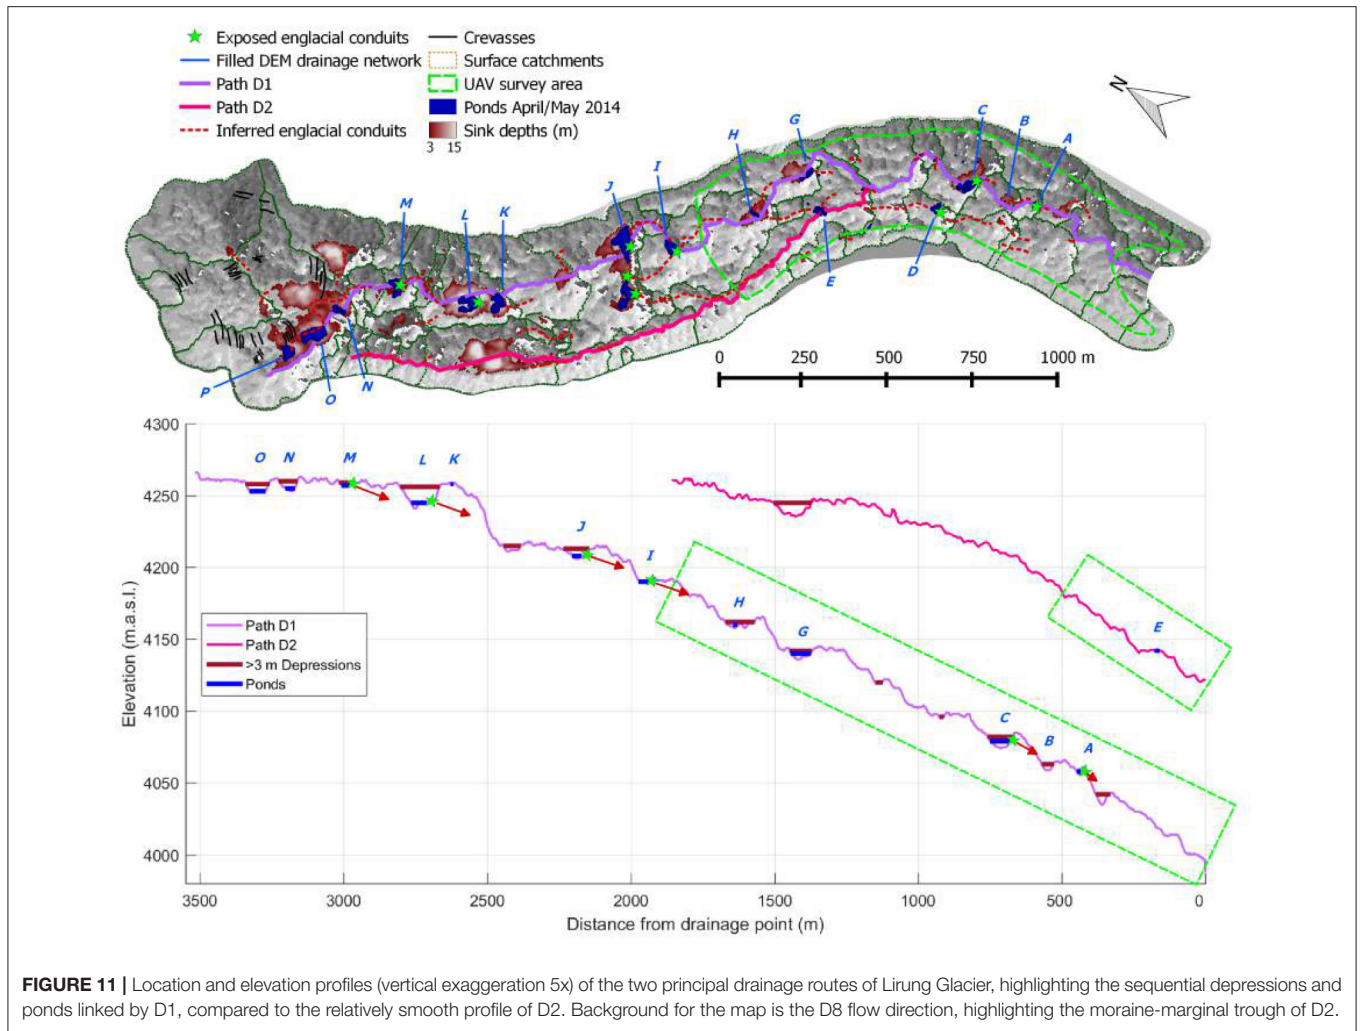 Exposed englacial conduits
Crevasses
Filled DEM drainage network
Surface catchments
Path D1
UAV survey area
Path D2
Ponds April/May 2014
Inferred englacial conduits
Sink depths (m)
3 15
N
C
B
A
G
H
I
J
K
L
M
D
E
N
O
P
0 250 500 750 1000 m
4300
4250
4200
4150
4100
4050
4000
Elevation (m.a.s.l.)
O N M L K
J
I
H
G
E
C
B
A
Path D1
Path D2
>3 m Depressions
Ponds
3500 3000 2500 2000 1500 1000 500 0
Distance from drainage point (m)
FIGURE 11 | Location and elevation profiles (vertical exaggeration 5x) of the two principal drainage routes of Lirung Glacier, highlighting the sequential depressions and
ponds linked by D1, compared to the relatively smooth profile of D2. Background for the map is the D8 flow direction, highlighting the moraine-marginal trough of D2.